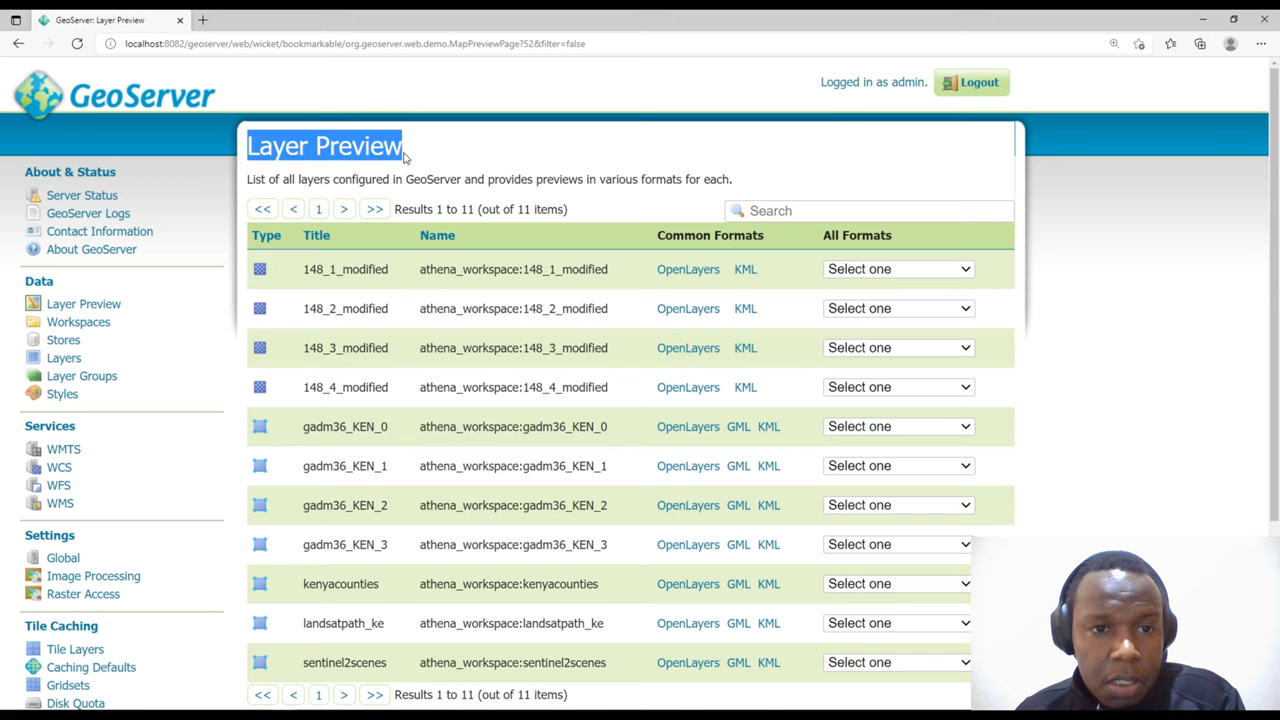 GeoServer: Layer Preview
localhost:8082/geoserver/web/wicket/bookmarkable/org.geoserver.web.demo.MapPreviewPage?52&filter=false
GeoServer
Logged in as admin.
Logout
About & Status
Server Status
GeoServer Logs
Contact Information
About GeoServer
Data
Layer Preview
Workspaces
Stores
Layers
Layer Groups
Styles
Services
WMTS
WCS
WFS
WMS
Settings
Global
Image Processing
Raster Access
Tile Caching
Tile Layers
Caching Defaults
Gridsets
Disk Quota
Layer Preview
List of all layers configured in GeoServer and provides previews in various formats for each.
<< < 1 > >> Results 1 to 11 (out of 11 items) Search
Type Title Name Common Formats All Formats
148_1_modified athena_workspace:148_1_modified OpenLayers KML Select one
148_2_modified athena_workspace:148_2_modified OpenLayers KML Select one
148_3_modified athena_workspace:148_3_modified OpenLayers KML Select one
148_4_modified athena_workspace:148_4_modified OpenLayers KML Select one
gadm36_KEN_0 athena_workspace:gadm36_KEN_0 OpenLayers GML KML Select one
gadm36_KEN_1 athena_workspace:gadm36_KEN_1 OpenLayers GML KML Select one
gadm36_KEN_2 athena_workspace:gadm36_KEN_2 OpenLayers GML KML Select one
gadm36_KEN_3 athena_workspace:gadm36_KEN_3 OpenLayers GML KML Select one
kenyacounties athena_workspace:kenyacounties OpenLayers GML KML Select one
landsatpath_ke athena_workspace:landsatpath_ke OpenLayers GML KML Select one
sentinel2scenes athena_workspace:sentinel2scenes OpenLayers GML KML Select one
<< < 1 > >> Results 1 to 11 (out of 11 items)